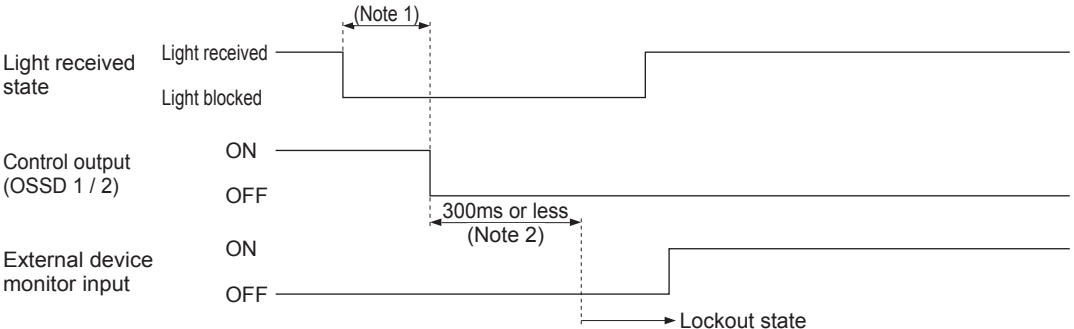 (Note 1)
Light received
state
Light received
Light blocked
Control output
(OSSD 1 / 2)
ON
OFF
300ms or less
(Note 2)
External device
monitor input
ON
OFF
Lockout state